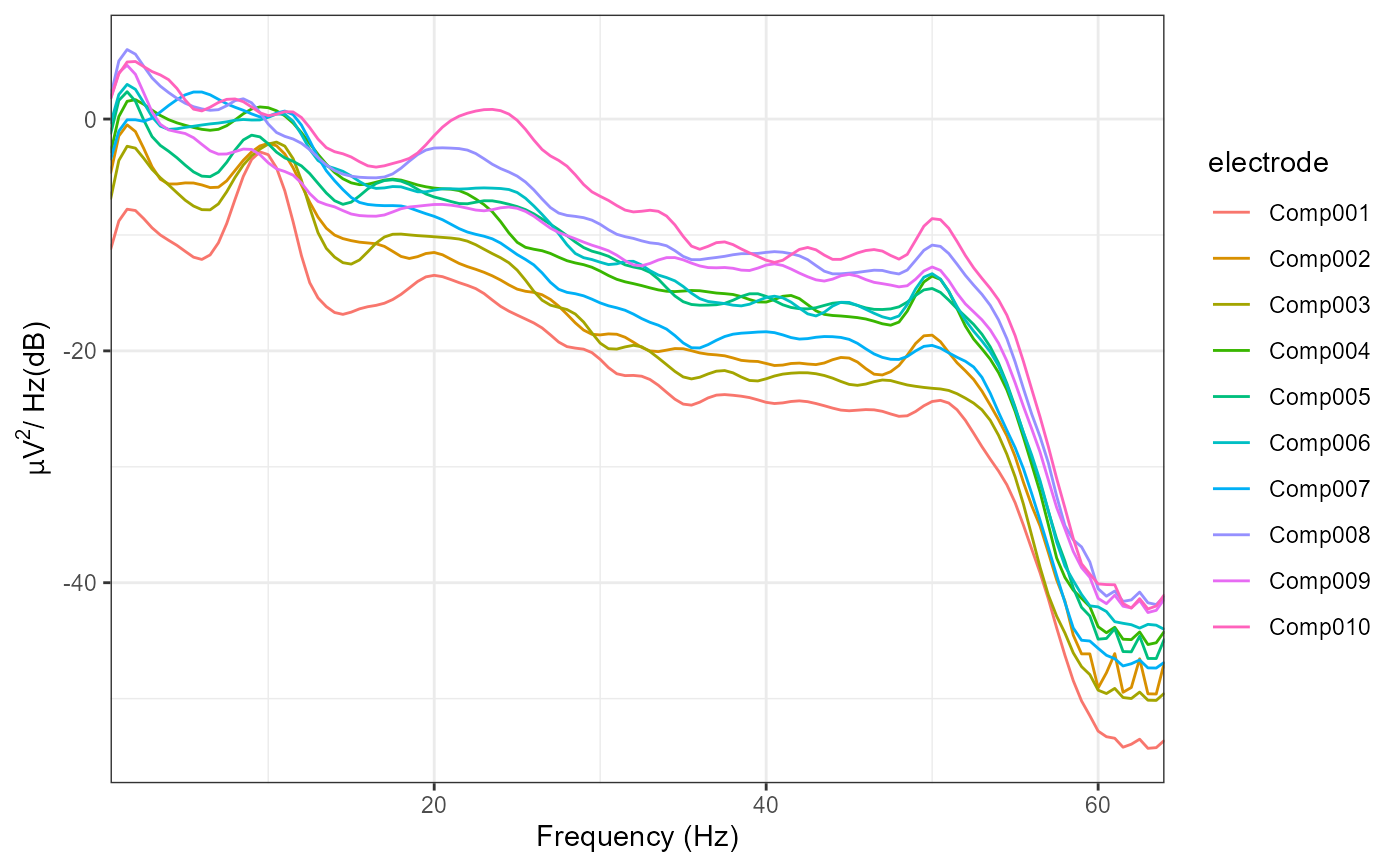 µV²/ Hz(dB)
0
-20
-40
20
40
60
Frequency (Hz)
electrode
Comp001
Comp002
Comp003
Comp004
Comp005
Comp006
Comp007
Comp008
Comp009
Comp010